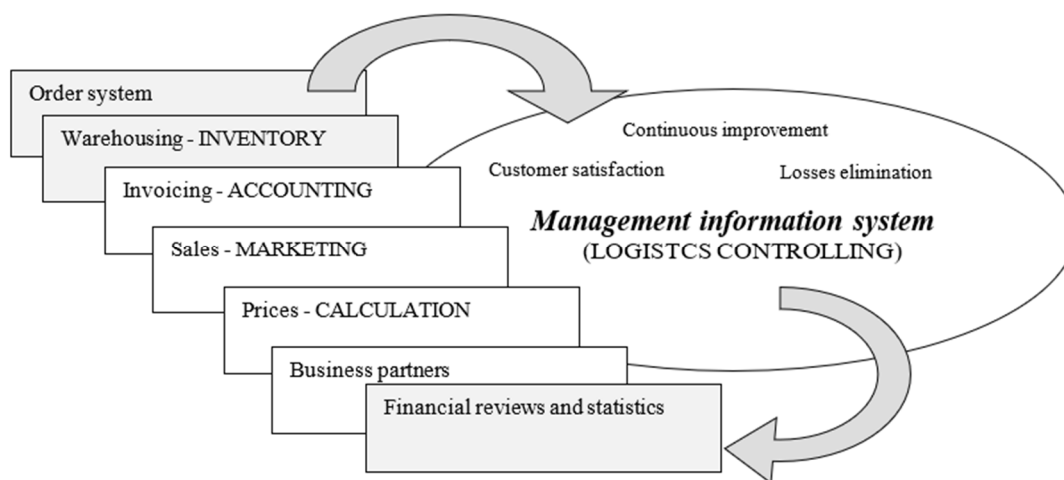 Order system
Warehousing - INVENTORY
Invoicing - ACCOUNTING
Sales - MARKETING
Prices - CALCULATION
Business partners
Financial reviews and statistics
Continuous improvement
Customer satisfaction
Losses elimination
Management information system
(LOGISTCS CONTROLLING)